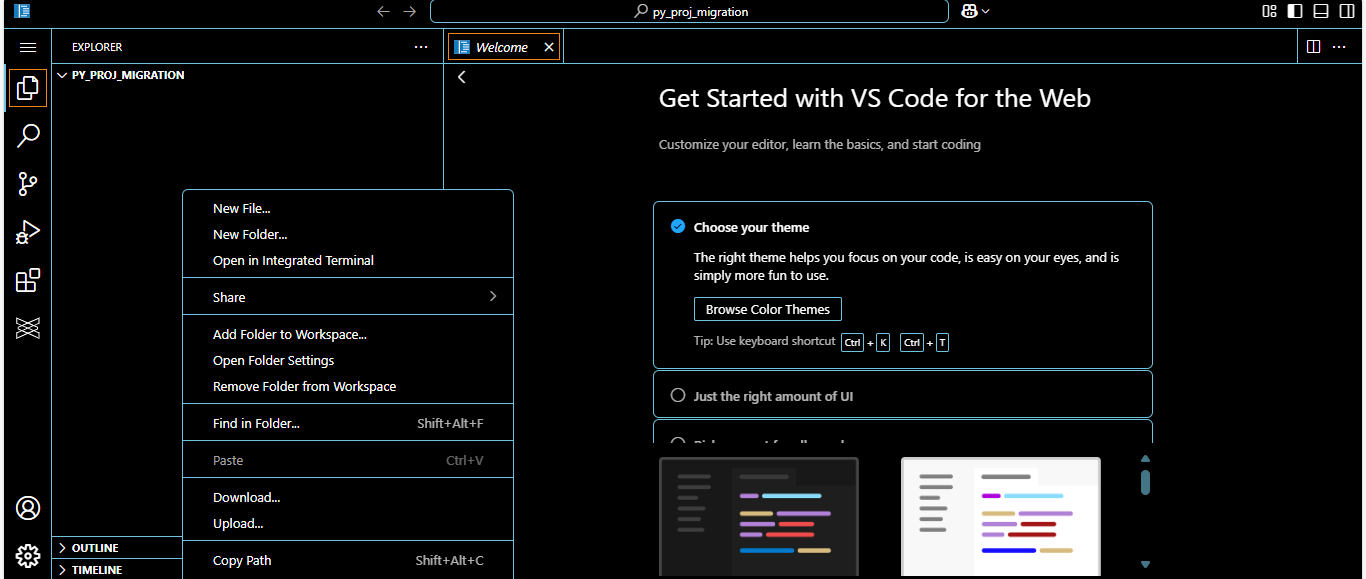 py_proj_migration
EXPLORER
Welcome
PY_PROJ_MIGRATION
Get Started with VS Code for the Web
Customize your editor, learn the basics, and start coding
New File...
New Folder...
Open in Integrated Terminal
Share
Add Folder to Workspace...
Open Folder Settings
Remove Folder from Workspace
Find in Folder... Shift+Alt+F
Paste Ctrl+V
Download...
Upload...
Copy Path Shift+Alt+C
Choose your theme
The right theme helps you focus on your code, is easy on your eyes, and is
simply more fun to use.
Browse Color Themes
Tip: Use keyboard shortcut Ctrl + K Ctrl + T
Just the right amount of UI
OUTLINE
TIMELINE